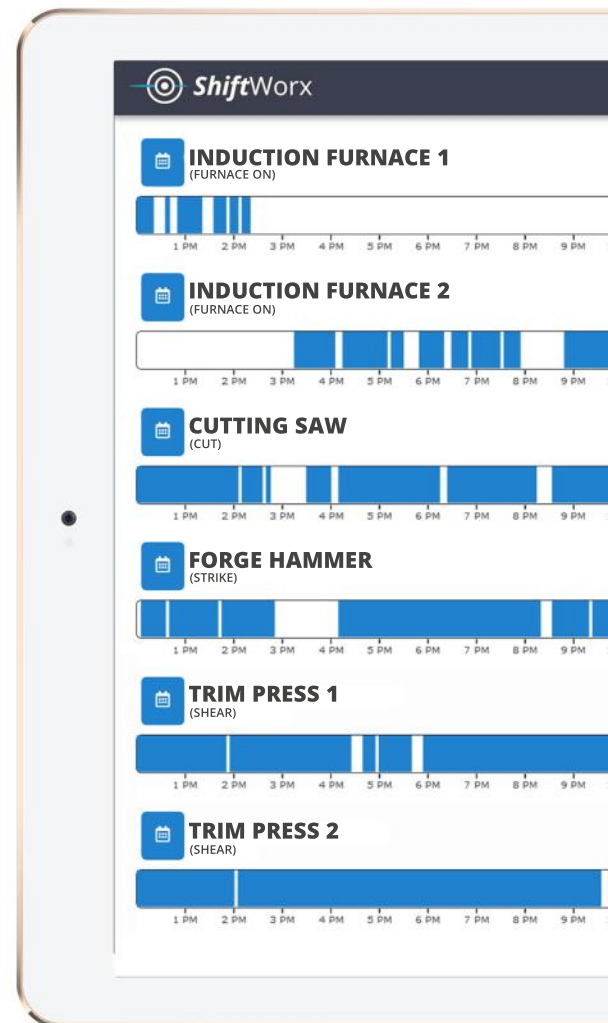 ShiftWorx
INDUCTION FURNACE 1
(FURNACE ON)
1 PM 2 PM 3 PM 4 PM 5 PM 6 PM 7 PM 8 PM 9 PM
INDUCTION FURNACE 2
(FURNACE ON)
1 PM 2 PM 3 PM 4 PM 5 PM 6 PM 7 PM 8 PM 9 PM
CUTTING SAW
(CUT)
1 PM 2 PM 3 PM 4 PM 5 PM 6 PM 7 PM 8 PM 9 PM
FORGE HAMMER
(STRIKE)
1 PM 2 PM 3 PM 4 PM 5 PM 6 PM 7 PM 8 PM 9 PM
TRIM PRESS 1
(SHEAR)
1 PM 2 PM 3 PM 4 PM 5 PM 6 PM 7 PM 8 PM 9 PM
TRIM PRESS 2
(SHEAR)
1 PM 2 PM 3 PM 4 PM 5 PM 6 PM 7 PM 8 PM 9 PM